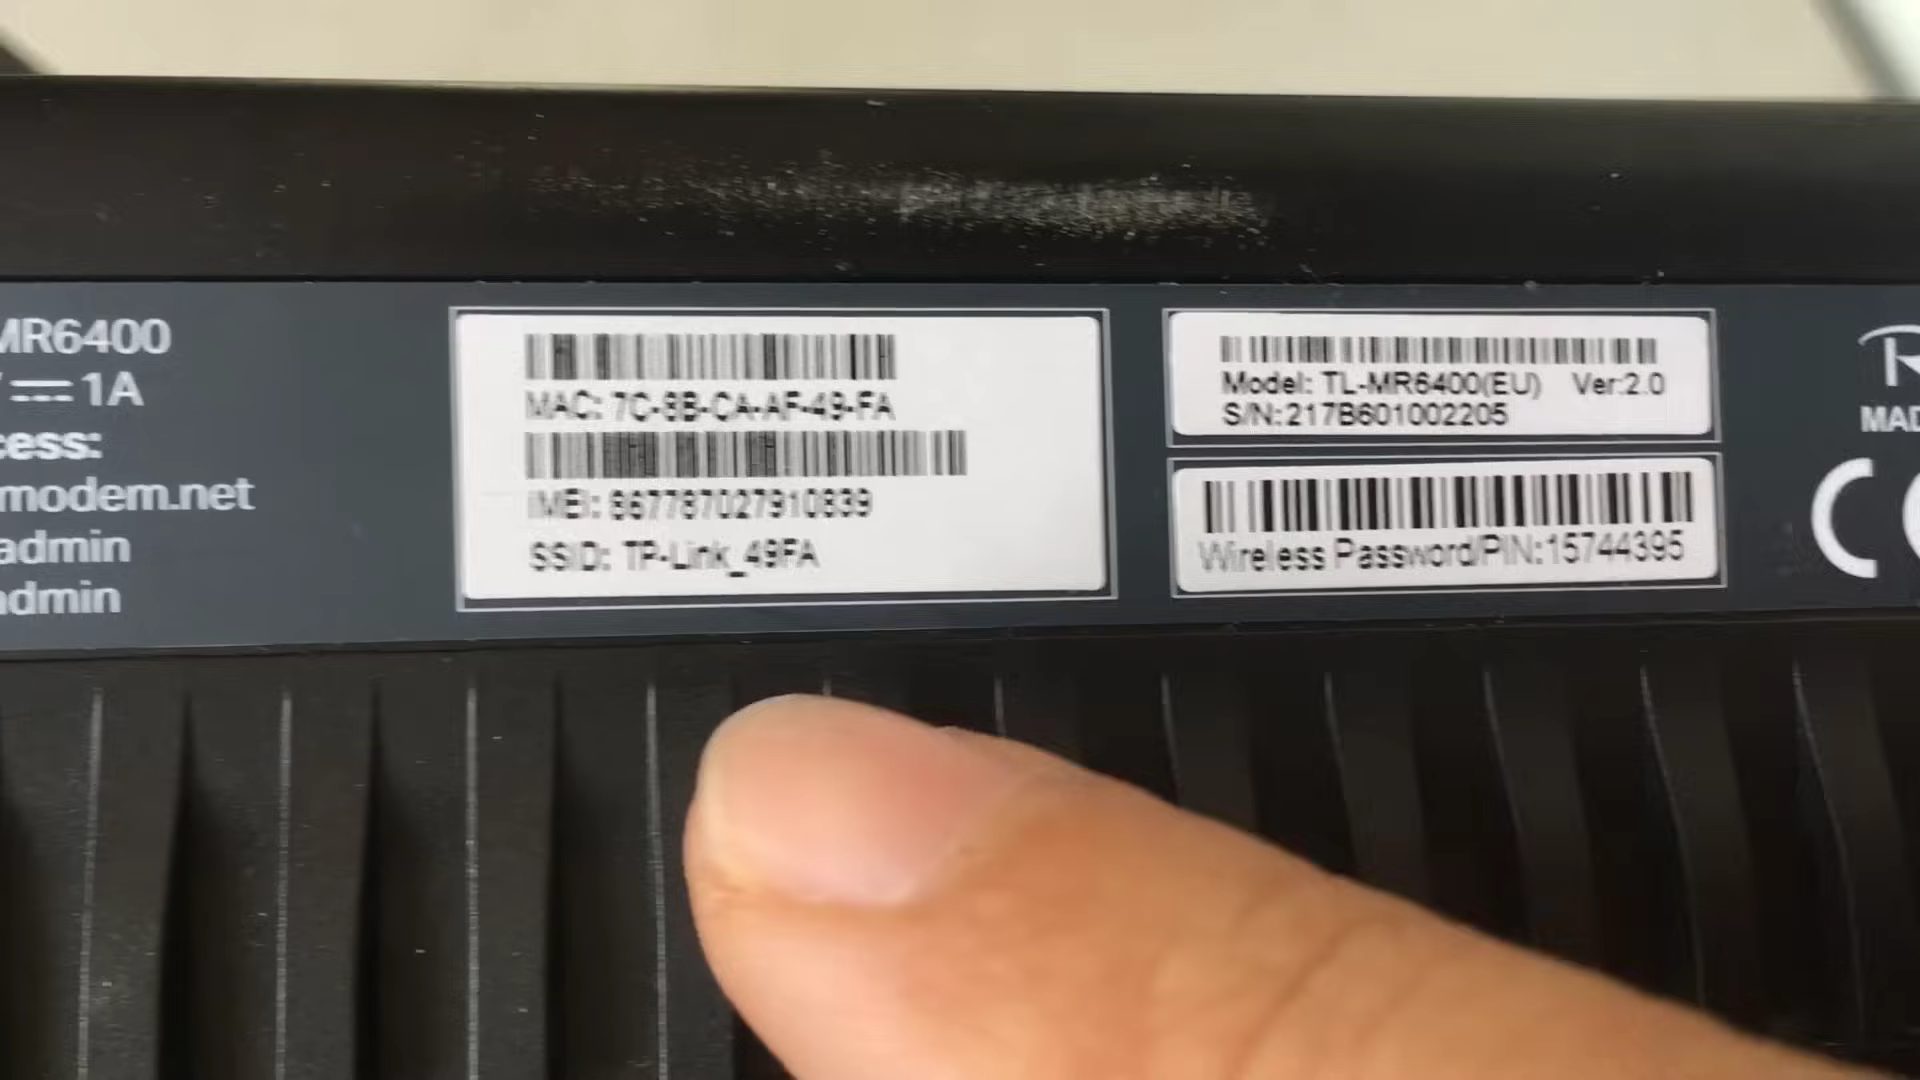 MR6400
1A
cess:
modem.net
admin
admin
MAC: 7C-8B-CA-AF-49-FA
IMEI: 867787027910839
SSID: TP-Link_49FA
Model: TL-MR6400(EU) Ver:2.0
S/N:217B601002205
Wireless Password/PIN:15744395
R
MAD
CE